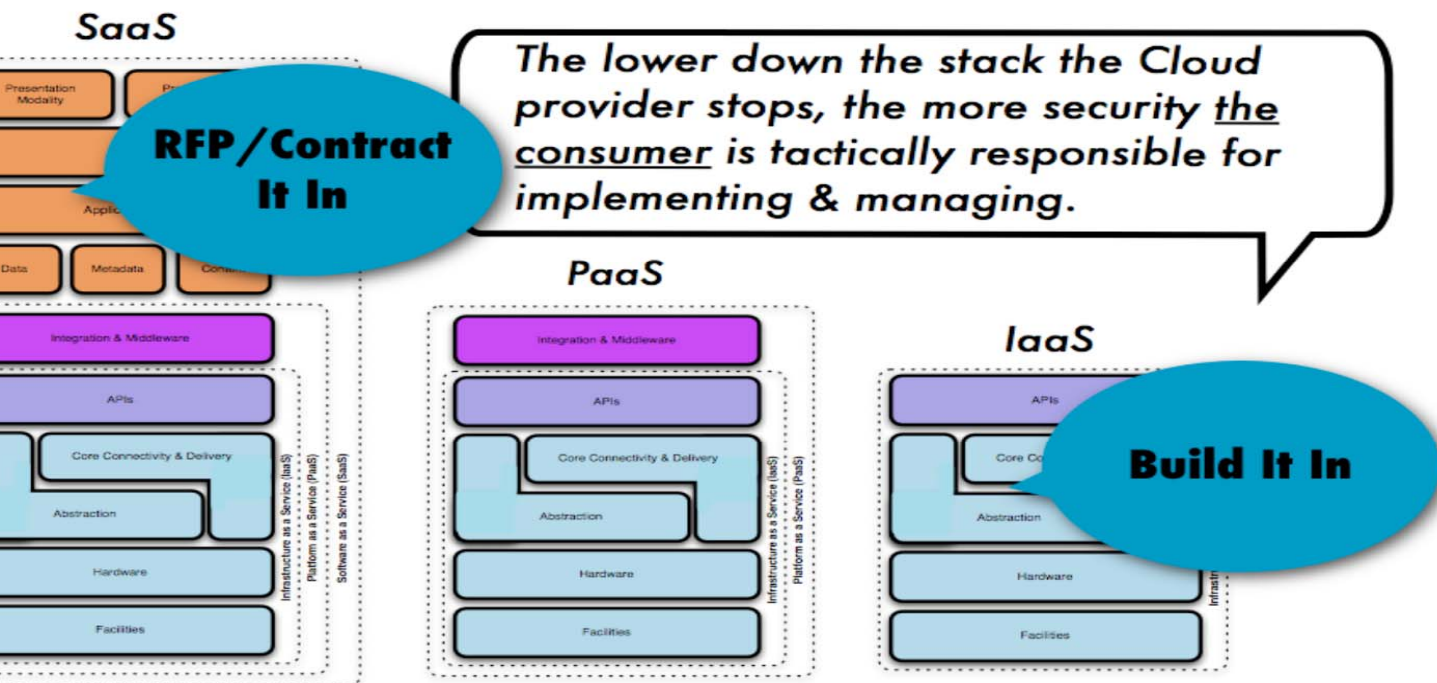 SaaS
Presentation
Modality
RFP/Contract
It In
Data
Metadata
Integration & Middleware
APIs
Core Connectivity & Delivery
Abstraction
Hardware
Facilities
Infrastructure as a Service (IaaS)
Platform as a Service (PaaS)
Software as a Service (SaaS)
The lower down the stack the Cloud
provider stops, the more security the
consumer is tactically responsible for
implementing & managing.
PaaS
Integration & Middleware
APIs
Core Connectivity & Delivery
Abstraction
Hardware
Facilities
Infrastructure as a Service (IaaS)
Platform as a Service (PaaS)
IaaS
APIs
Core
Abstraction
Build It In
Hardware
Facilities